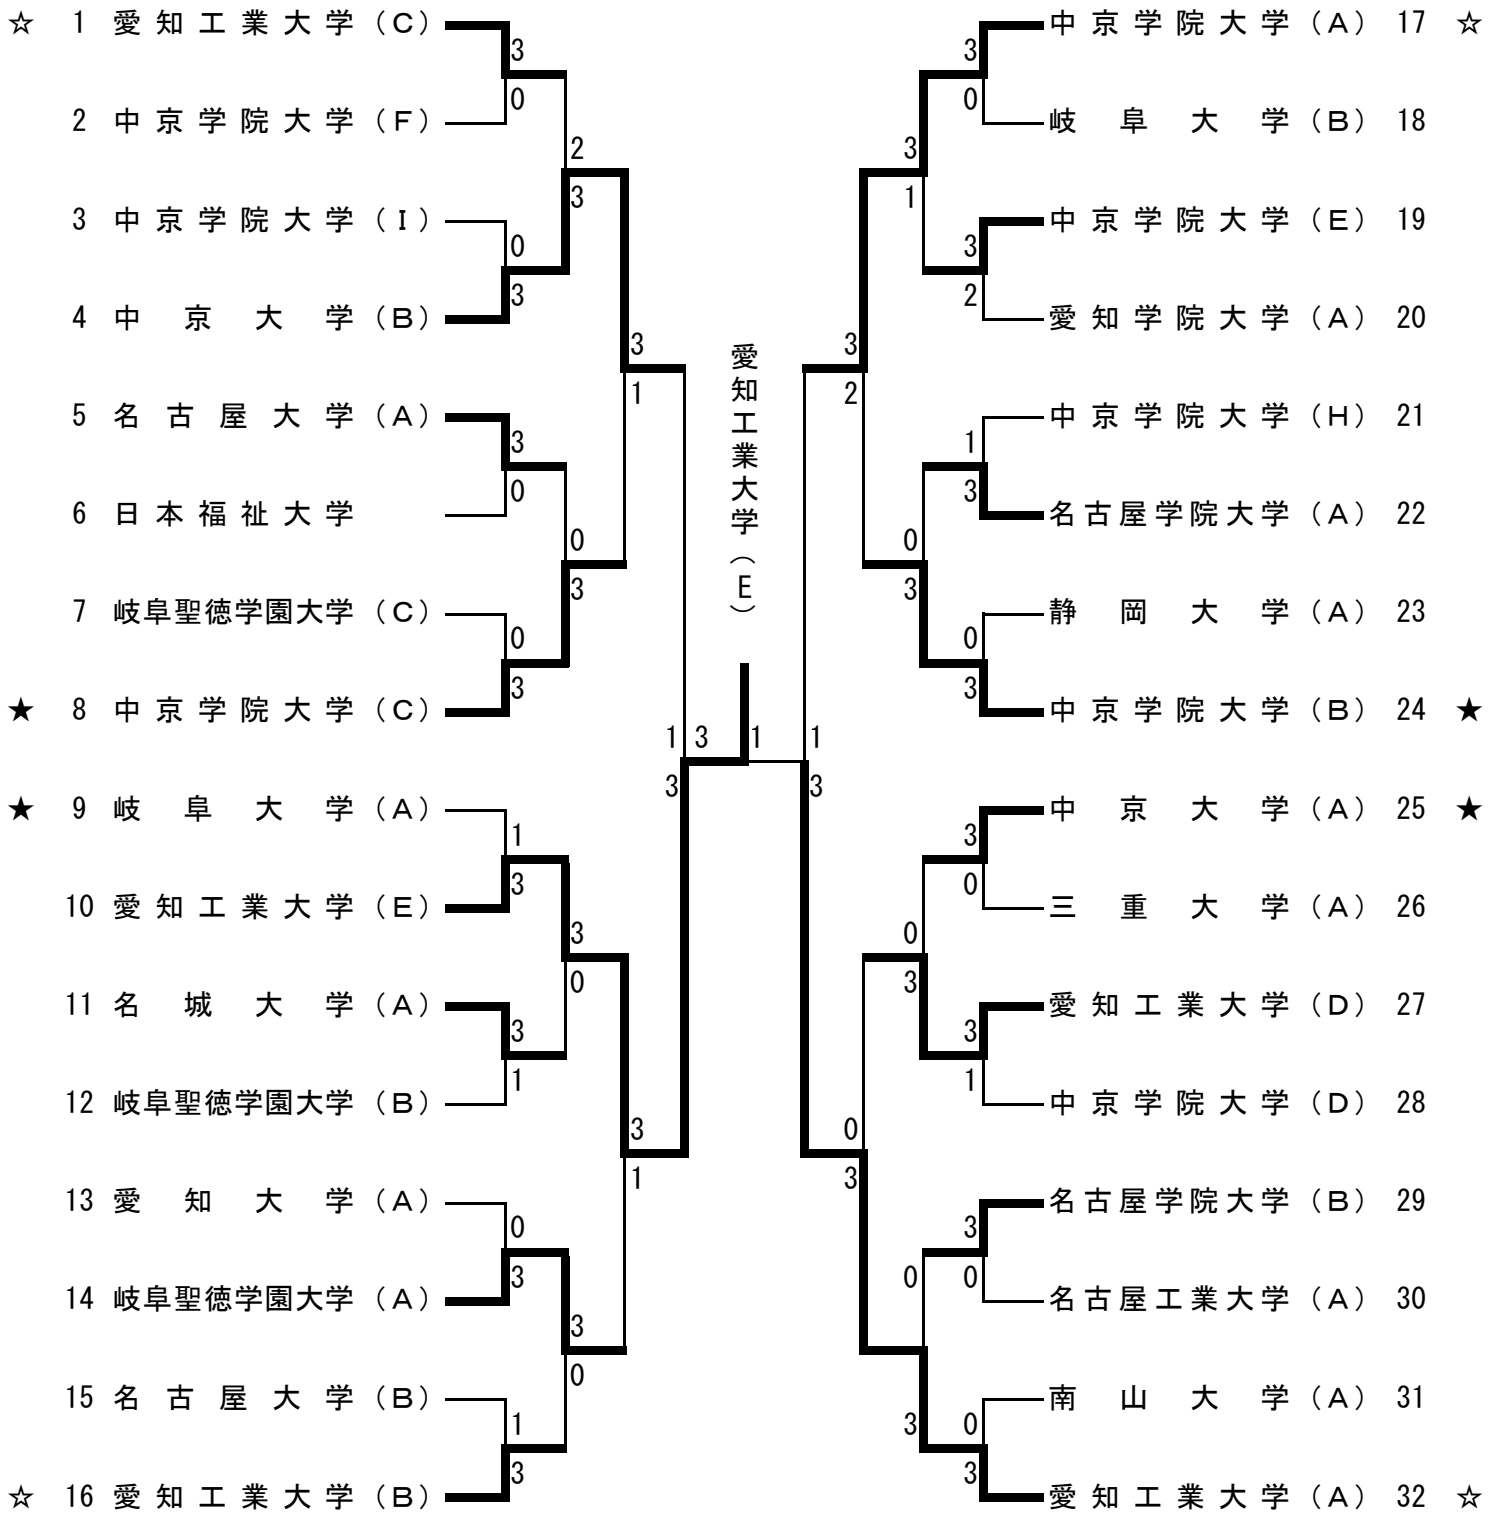 ☆ 1 愛知工業大学(C)
3
0
2 中京学院大学(F)
2
3
3 中京学院大学(I)
0
3
4 中京大学(B)
3
1
5 名古屋大学(A)
3
0
6 日本福祉大学
0
3
7 岐阜聖徳学園大学(C)
0
3
★ 8 中京学院大学(C)
1
3
★ 9 岐阜大学(A)
1
3
10 愛知工業大学(E)
3
0
11 名城大学(A)
3
1
12 岐阜聖徳学園大学(B)
3
1
13 愛知大学(A)
0
3
14 岐阜聖徳学園大学(A)
3
0
15 名古屋大学(B)
1
3
☆ 16 愛知工業大学(B)
愛知工業大学(E)
3 1
中京学院大学(A) 17 ☆
3
0
岐阜大学(B) 18
3
1
中京学院大学(E) 19
3
2
愛知学院大学(A) 20
3
2
中京学院大学(H) 21
1
3
名古屋学院大学(A) 22
0
3
静岡大学(A) 23
0
3
中京学院大学(B) 24 ★
1
3
中京大学(A) 25 ★
3
0
三重大学(A) 26
0
3
愛知工業大学(D) 27
3
1
中京学院大学(D) 28
0
3
名古屋学院大学(B) 29
3
0
名古屋工業大学(A) 30
0
3
南山大学(A) 31
0
3
愛知工業大学(A) 32 ☆